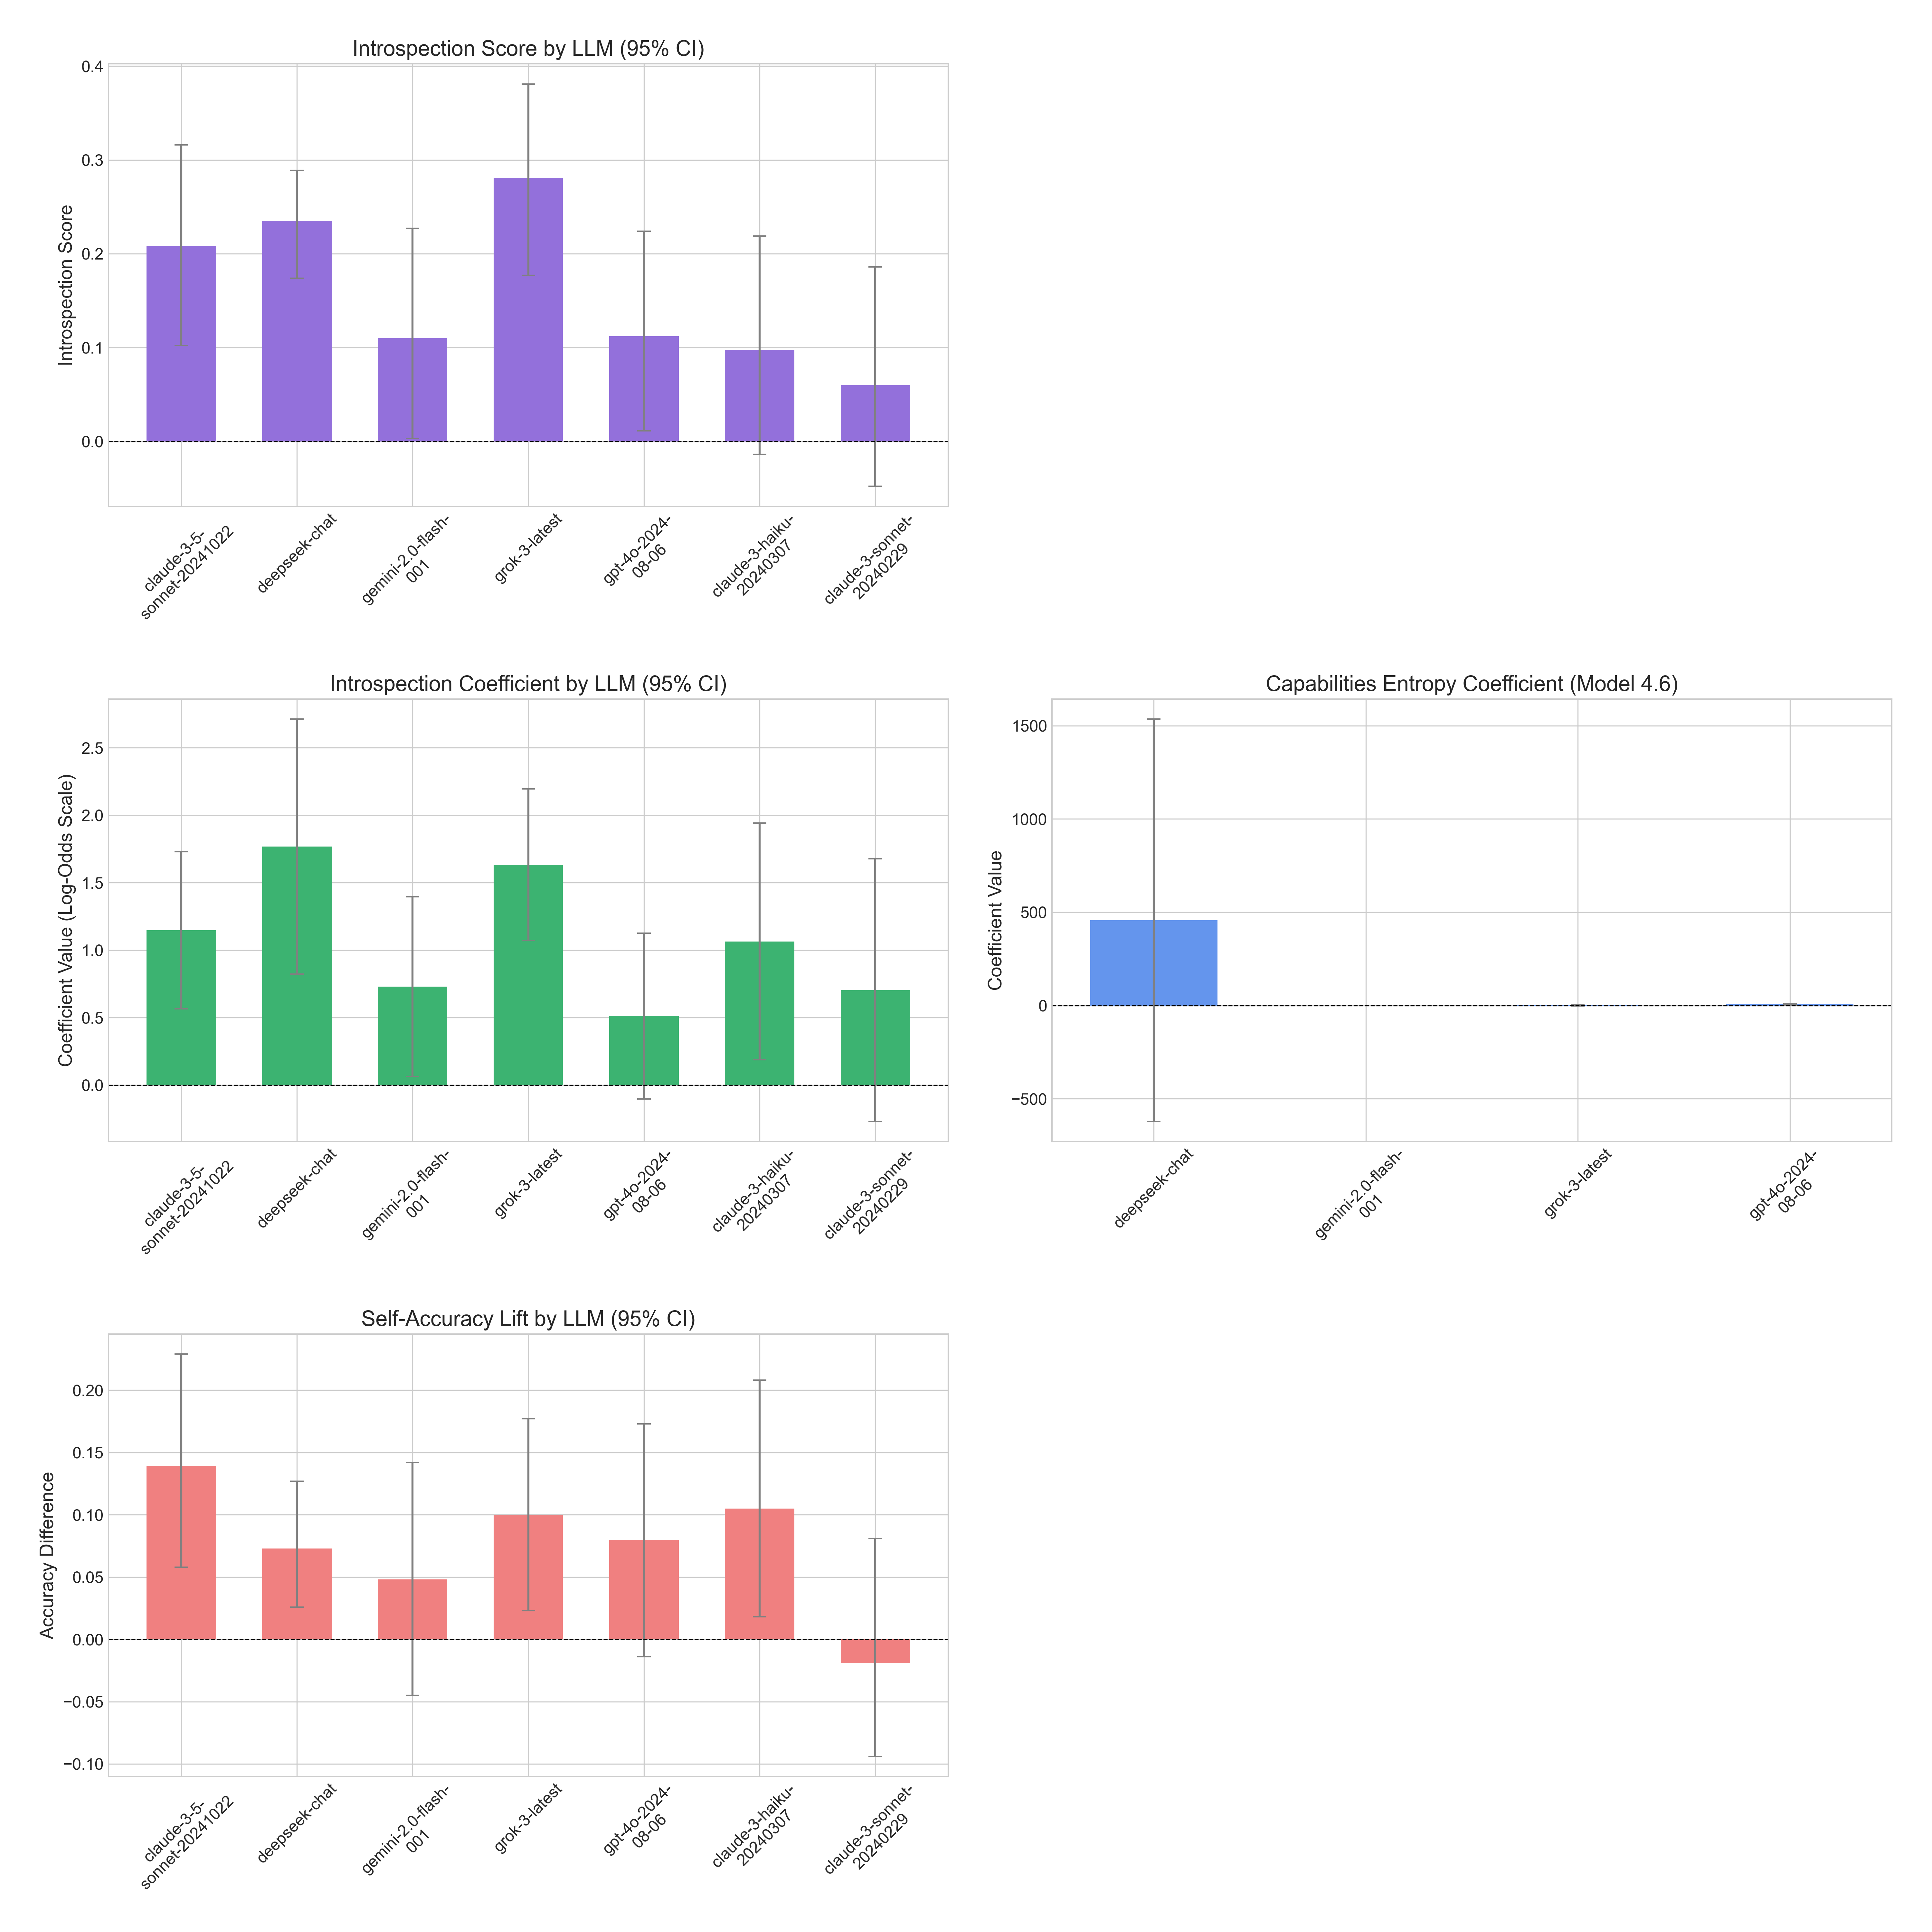 Introspection Score by LLM (95% CI)
Introspection Score
0.4
0.3
0.2
0.1
0.0
claude-3-5-
sonnet-20241022
deepseek-chat
gemini-2.0-flash-
001
grok-3-latest
gpt-4o-2024-
08-06
claude-3-haiku-
20240307
claude-3-sonnet-
20240229
Introspection Coefficient by LLM (95% CI)
Coefficient Value (Log-Odds Scale)
2.5
2.0
1.5
1.0
0.5
0.0
claude-3-5-
sonnet-20241022
deepseek-chat
gemini-2.0-flash-
001
grok-3-latest
gpt-4o-2024-
08-06
claude-3-haiku-
20240307
claude-3-sonnet-
20240229
Capabilities Entropy Coefficient (Model 4.6)
Coefficient Value
1500
1000
500
0
−500
deepseek-chat
gemini-2.0-flash-
001
grok-3-latest
gpt-4o-2024-
08-06
Self-Accuracy Lift by LLM (95% CI)
Accuracy Difference
0.20
0.15
0.10
0.05
0.00
−0.05
−0.10
claude-3-5-
sonnet-20241022
deepseek-chat
gemini-2.0-flash-
001
grok-3-latest
gpt-4o-2024-
08-06
claude-3-haiku-
20240307
claude-3-sonnet-
20240229